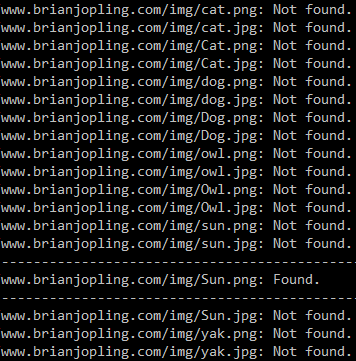 www.brianjopling.com/img/cat.png: Not found.
www.brianjopling.com/img/cat.jpg: Not found.
www.brianjopling.com/img/Cat.png: Not found.
www.brianjopling.com/img/Cat.jpg: Not found.
www.brianjopling.com/img/dog.png: Not found.
www.brianjopling.com/img/dog.jpg: Not found.
www.brianjopling.com/img/Dog.png: Not found.
www.brianjopling.com/img/Dog.jpg: Not found.
www.brianjopling.com/img/owl.png: Not found.
www.brianjopling.com/img/owl.jpg: Not found.
www.brianjopling.com/img/Owl.png: Not found.
www.brianjopling.com/img/Owl.jpg: Not found.
www.brianjopling.com/img/sun.png: Not found.
www.brianjopling.com/img/sun.jpg: Not found.
---------------------------------------------
www.brianjopling.com/img/Sun.png: Found.
---------------------------------------------
www.brianjopling.com/img/Sun.jpg: Not found.
www.brianjopling.com/img/yak.png: Not found.
www.brianjopling.com/img/yak.jpg: Not found.